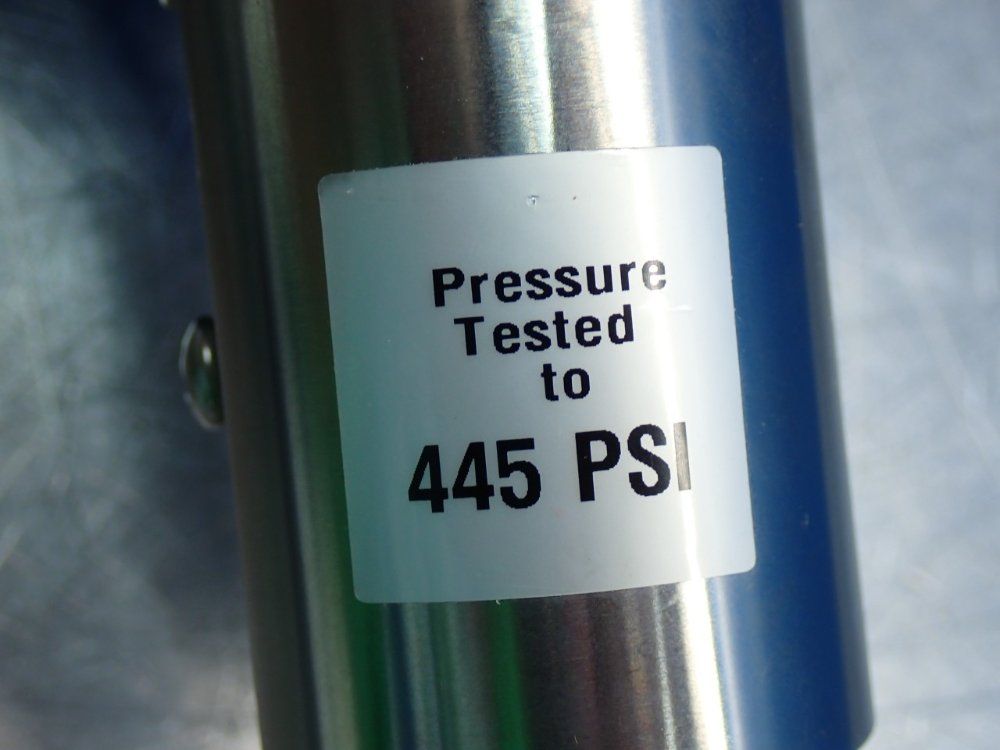 Pressure
Tested
to
445 PSI